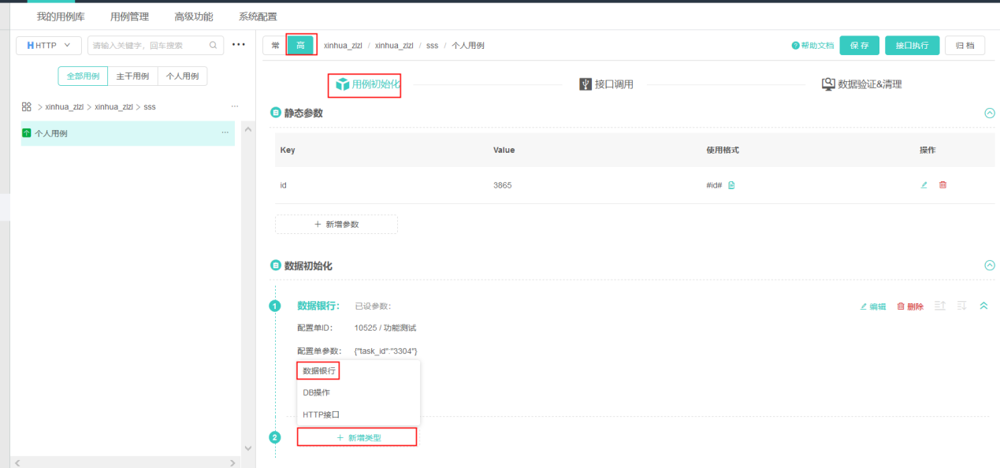 我的用例库 用例管理 高级功能 系统配置
HTTP 请输入关键字，回车搜索 ••• 常 高 xinhua_zlzl / xinhua_zlzl / sss / 个人用例 帮助文档 保存 接口执行 归档
全部用例 主干用例 个人用例
用例初始化 接口调用 数据验证&清理
> xinhua_zlzl > xinhua_zlzl > sss ...
静态参数
个人用例 ...
Key Value 使用格式 操作
id 3865 #id#
+ 新增参数
数据初始化
1 数据银行： 已设参数： 编辑 删除
配置单ID： 10525 / 功能测试
配置单参数： {"task_id":"3304"}
数据银行
DB操作
HTTP接口
2 + 新增类型